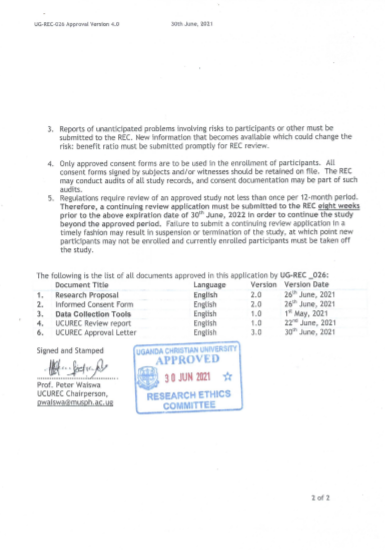 UG-REC-026 Approval Version 4.0 30th June, 2021
3. Reports of unanticipated problems involving risks to participants or other must be
submitted to the REC. New information that becomes available which could change the
risk: benefit ratio must be submitted promptly for REC review.
4. Only approved consent forms are to be used in the enrollment of participants. All
consent forms signed by subjects and/or witnesses should be retained on file. The REC
may conduct audits of all study records, and consent documentation may be part of such
audits.
5. Regulations require review of an approved study not less than once per 12-month period.
Therefore, a continuing review application must be submitted to the REC eight weeks
prior to the above expiration date of 30th June, 2022 in order to continue the study
beyond the approved period. Failure to submit a continuing review application in a
timely fashion may result in suspension or termination of the study, at which point new
participants may not be enrolled and currently enrolled participants must be taken off
the study.
The following is the list of all documents approved in this application by UG-REC _026:
Document Title Language Version Version Date
1. Research Proposal English 2.0 26th June, 2021
2. Informed Consent Form English 2.0 26th June, 2021
3. Data Collection Tools English 1.0 1st May, 2021
4. UCUREC Review report English 1.0 22nd June, 2021
6. UCUREC Approval Letter English 3.0 30th June, 2021
Signed and Stamped
Prof. Peter Waiswa
UCUREC Chairperson,
pwaiswa@musph.ac.ug
UGANDA CHRISTIAN UNIVERSITY
APPROVED
30 JUN 2021
RESEARCH ETHICS
COMMITTEE
2 of 2